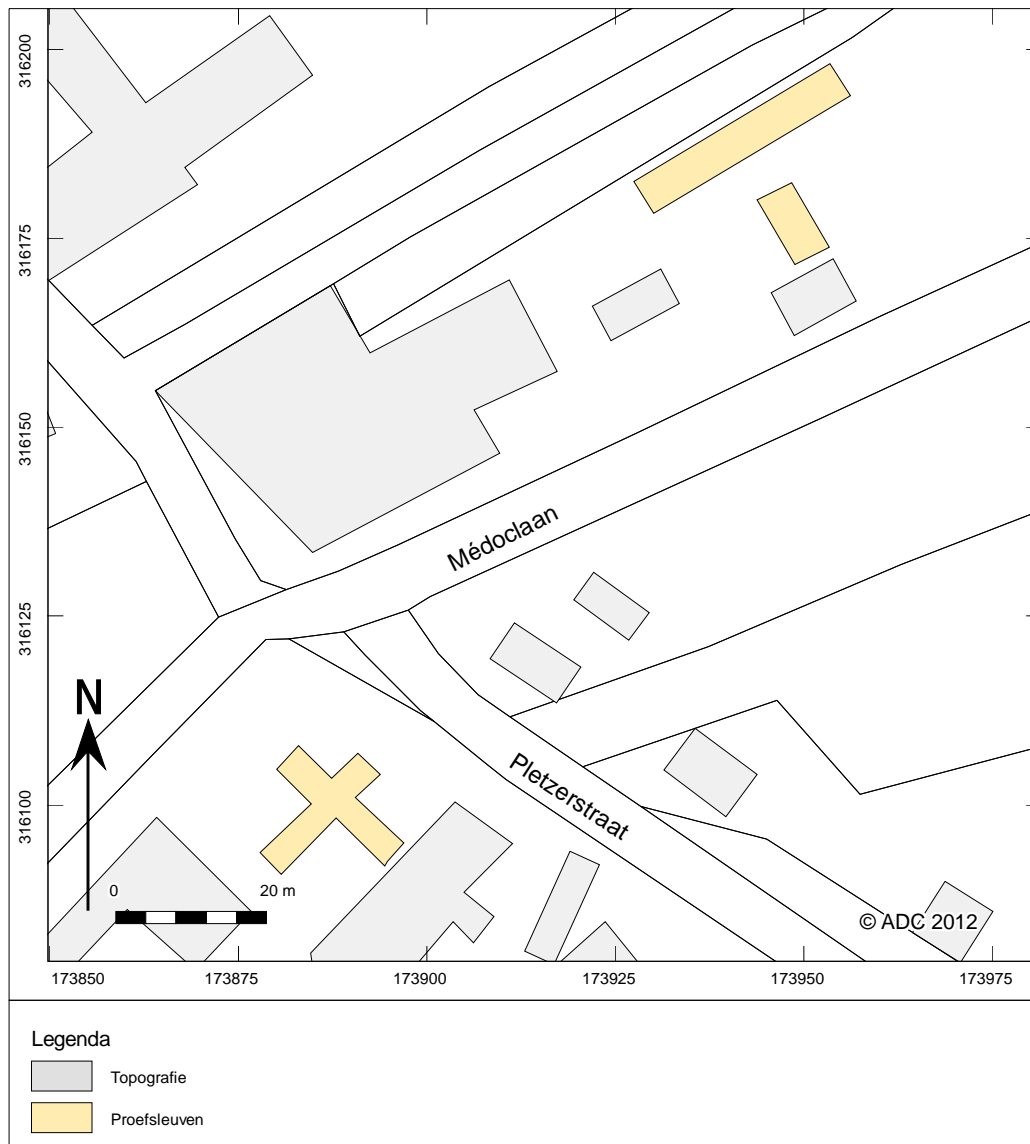 316200
316175
316150
316125
316100
Médoclaan
Pletzerstraat
N
0
20 m
© ADC 2012
173850
173875
173900
173925
173950
173975
Legenda
Topografie
Proefsleuven